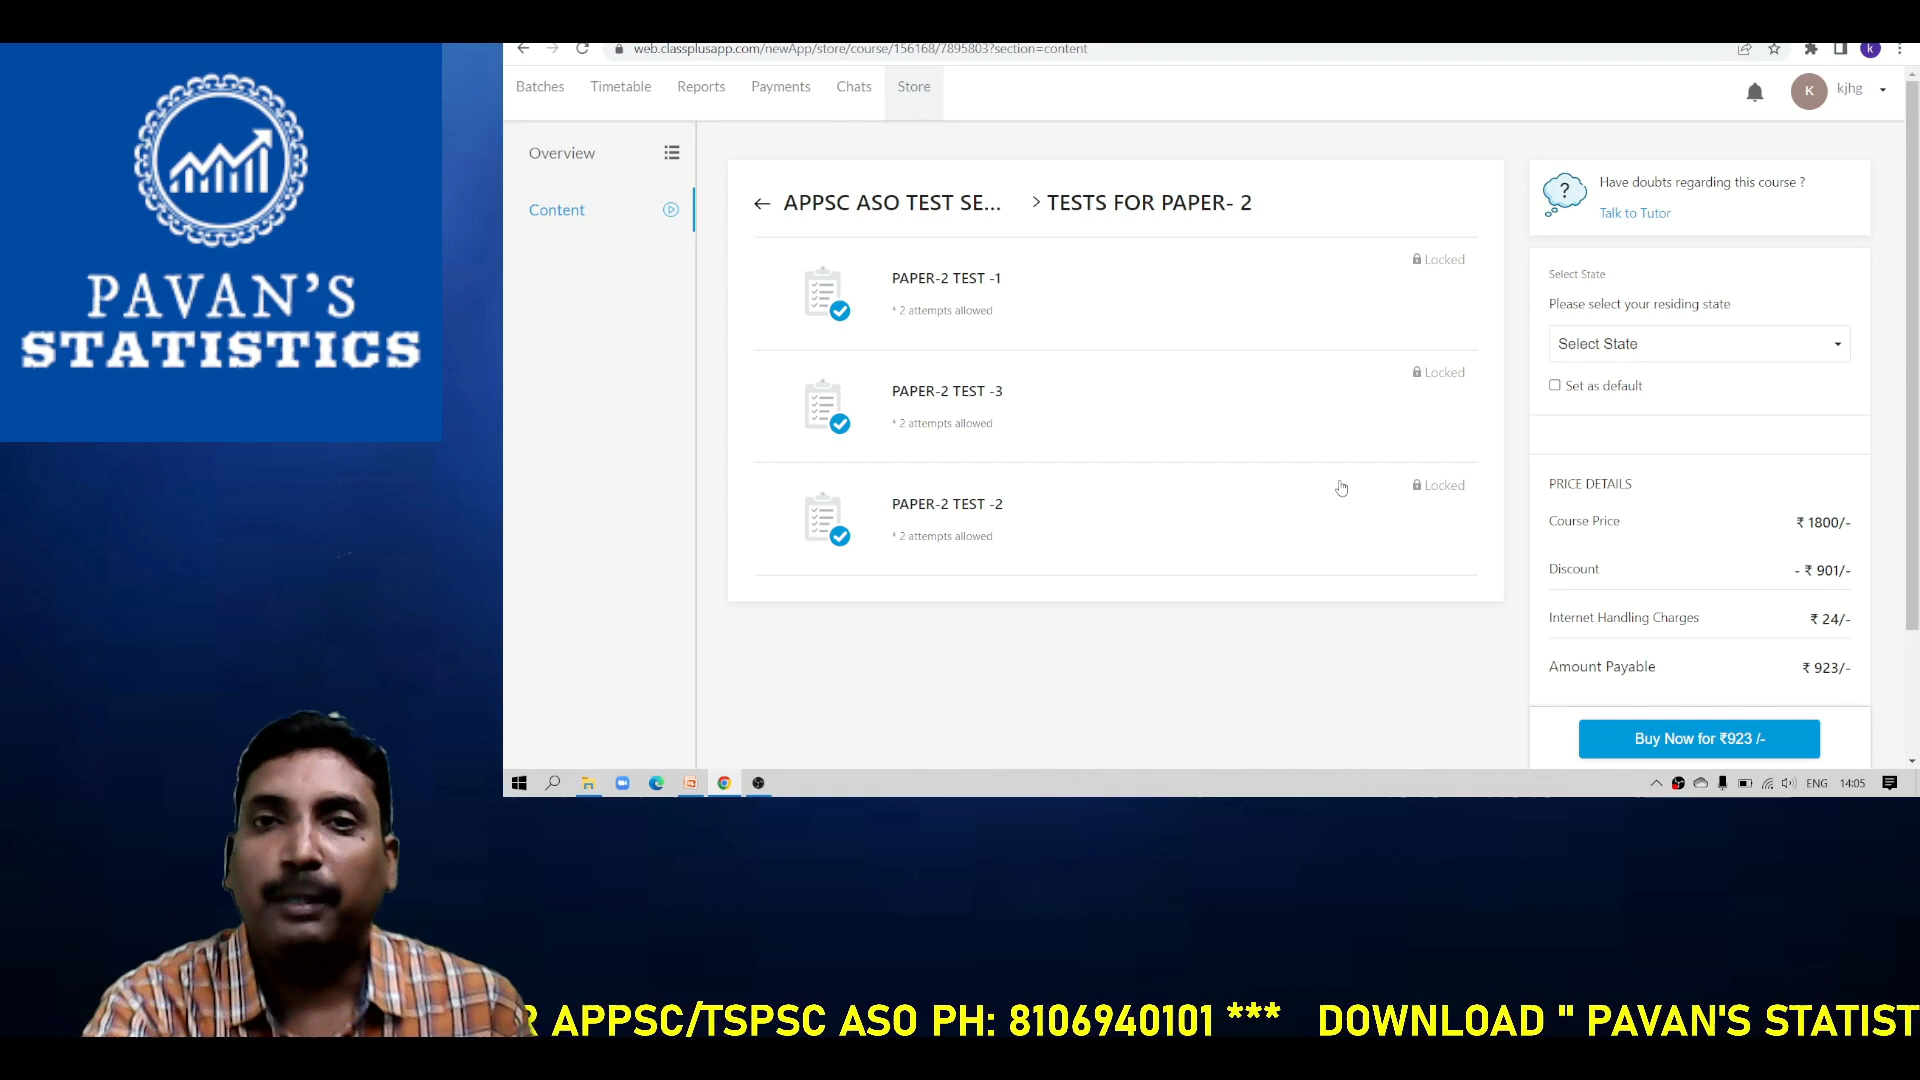 PAVAN'S
STATISTICS
web.classplusapp.com/newApp/store/course/156168/7895803?section=content
k
Batches Timetable Reports Payments Chats Store
K kjhg
Overview
Content
APPSC ASO TEST SE... > TESTS FOR PAPER- 2
Locked
PAPER-2 TEST -1
* 2 attempts allowed
Locked
PAPER-2 TEST -3
* 2 attempts allowed
Locked
PAPER-2 TEST -2
* 2 attempts allowed
Have doubts regarding this course ?
Talk to Tutor
Select State
Please select your residing state
Select State
Set as default
PRICE DETAILS
Course Price ₹ 1800/-
Discount - ₹ 901/-
Internet Handling Charges ₹ 24/-
Amount Payable ₹ 923/-
Buy Now for ₹923 /-
ENG 14:05
R APPSC/TSPSC ASO PH: 8106940101 *** DOWNLOAD " PAVAN'S STATIST